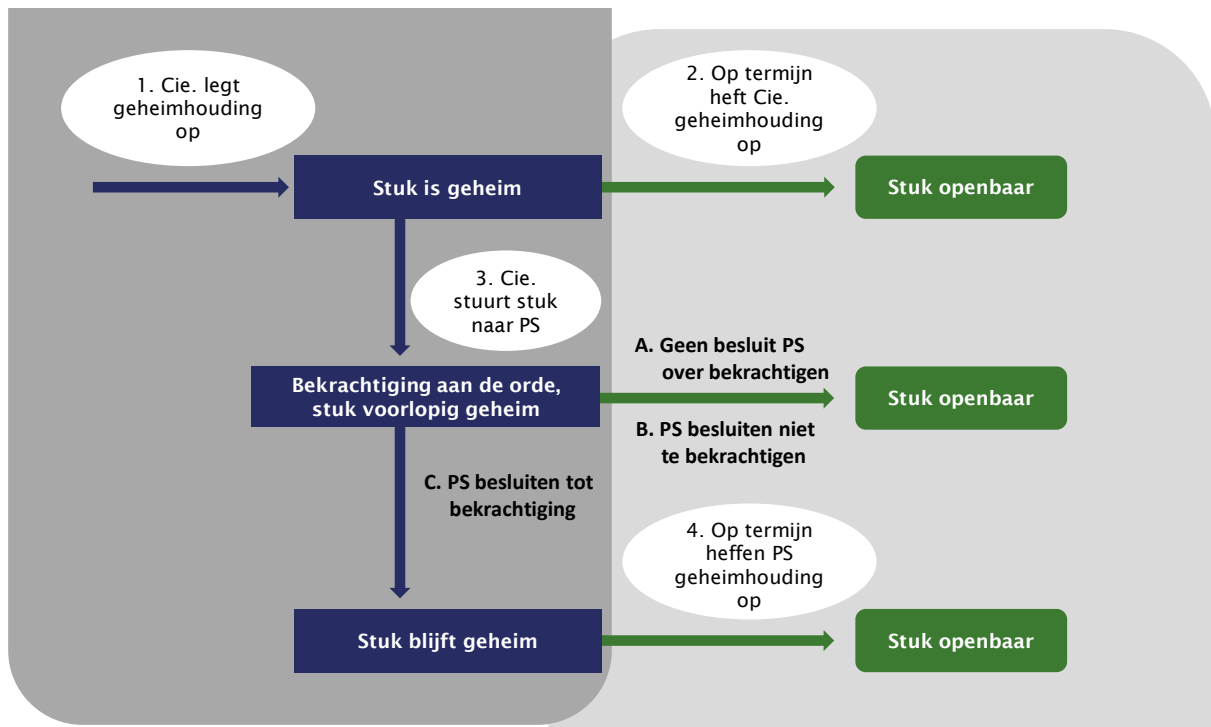 1. Cie. legt
geheimhouding
op
2. Op termijn
heft Cie.
geheimhouding
op
Stuk is geheim
Stuk openbaar
3. Cie.
stuurt stuk
naar PS
A. Geen besluit PS
over bekrachtigen
Bekrachtiging aan de orde,
stuk voorlopig geheim
Stuk openbaar
B. PS besluiten niet
te bekrachtigen
C. PS besluiten tot
bekrachtiging
4. Op termijn
heffen PS
geheimhouding
op
Stuk blijft geheim
Stuk openbaar